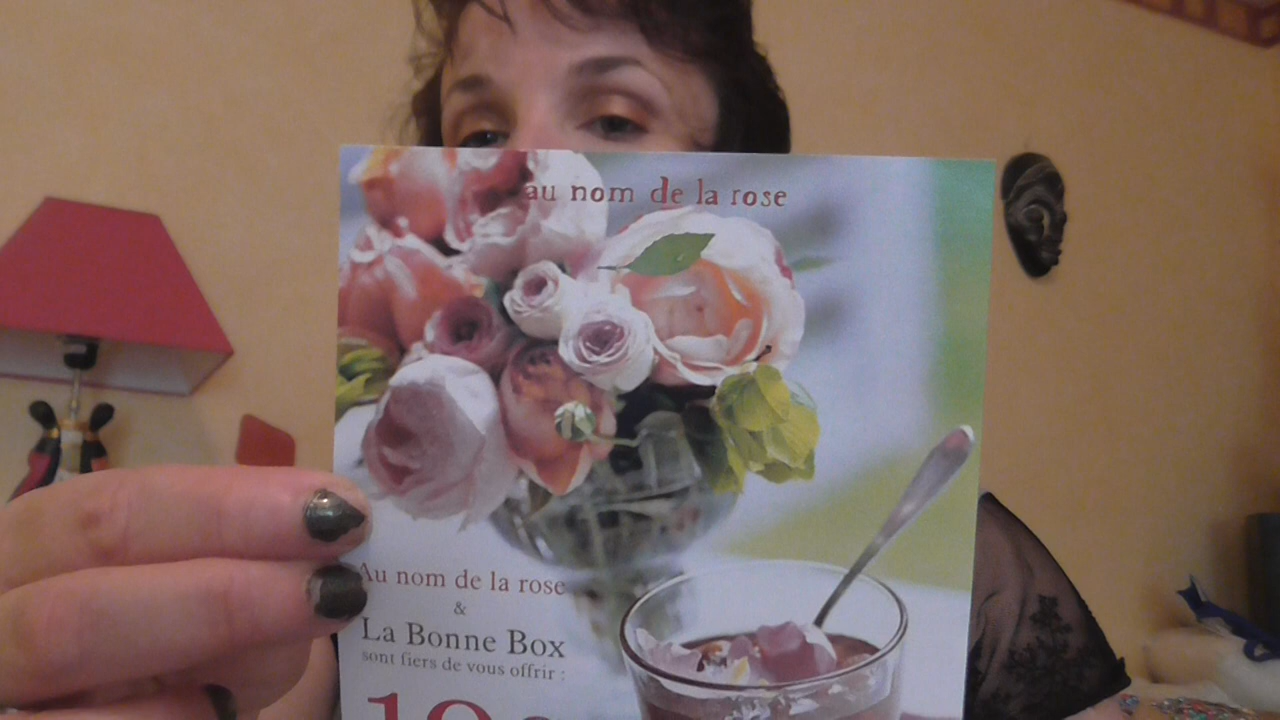 au nom de la rose
Au nom de la rose
&
La Bonne Box
sont fiers de vous offrir :